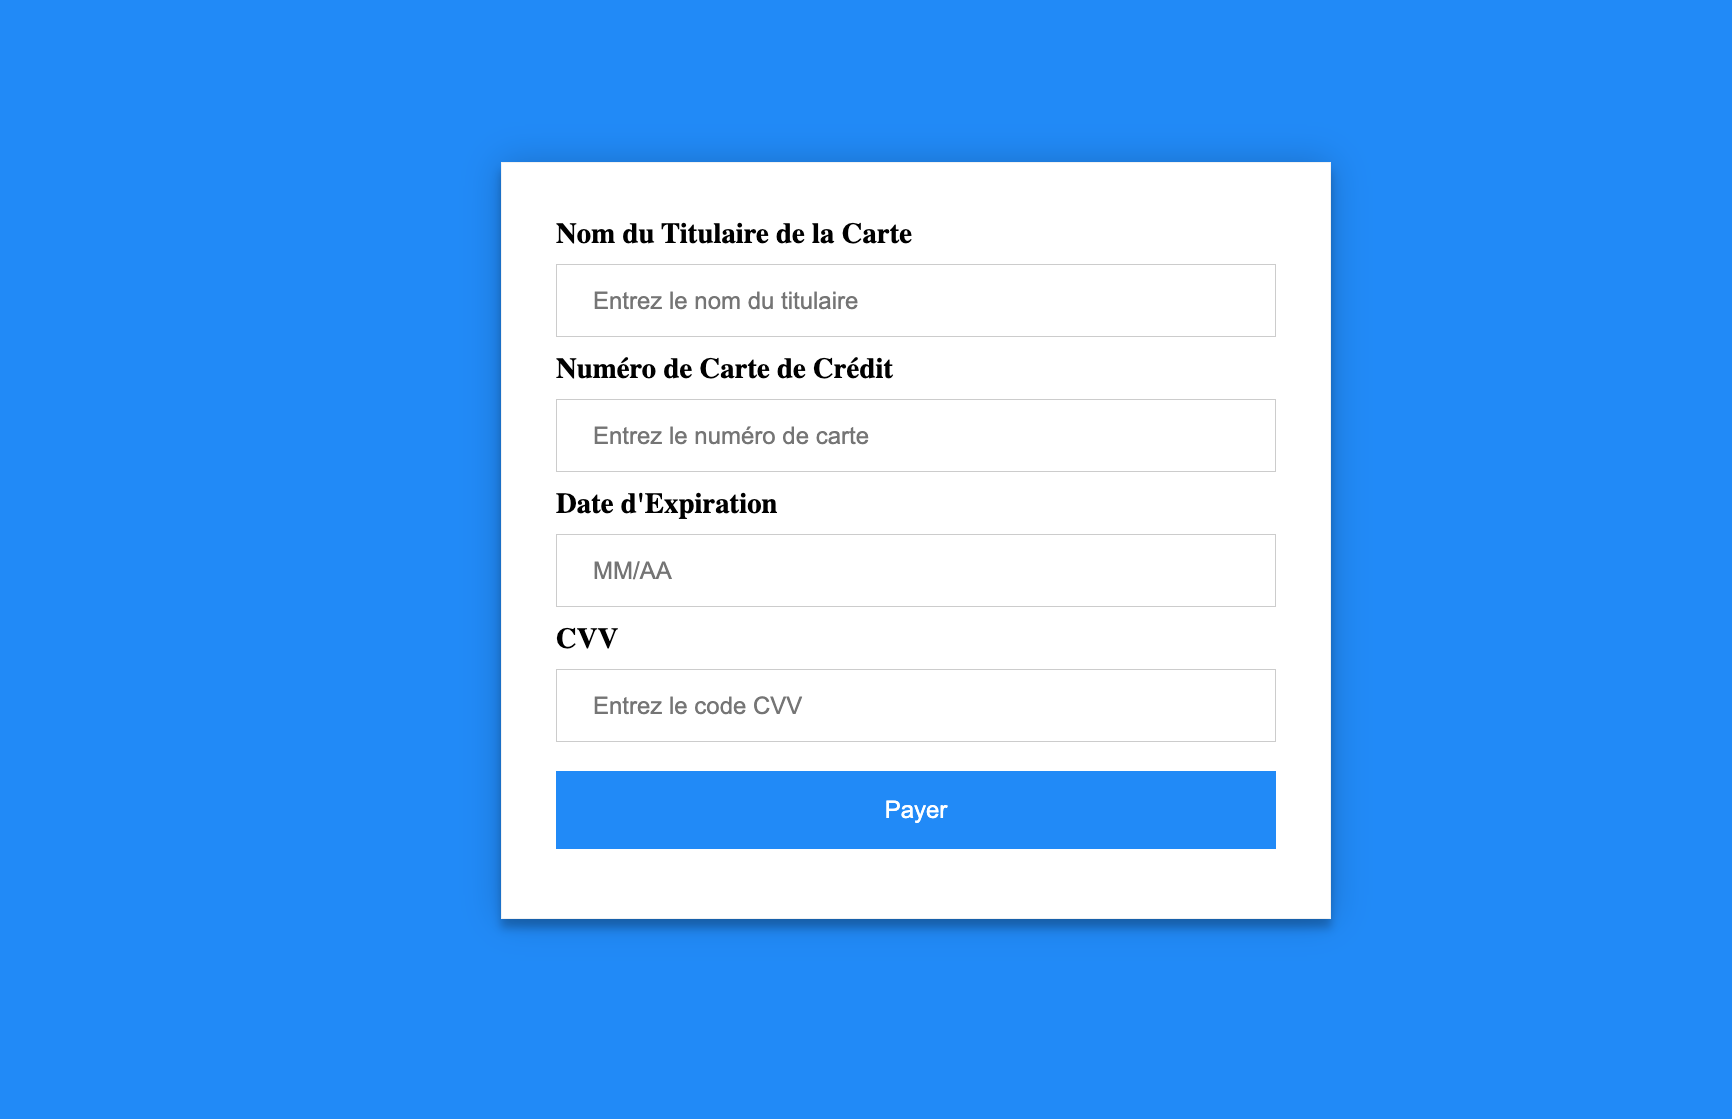 Nom du Titulaire de la Carte
Entrez le nom du titulaire
Numéro de Carte de Crédit
Entrez le numéro de carte
Date d'Expiration
MM/AA
CVV
Entrez le code CVV
Payer